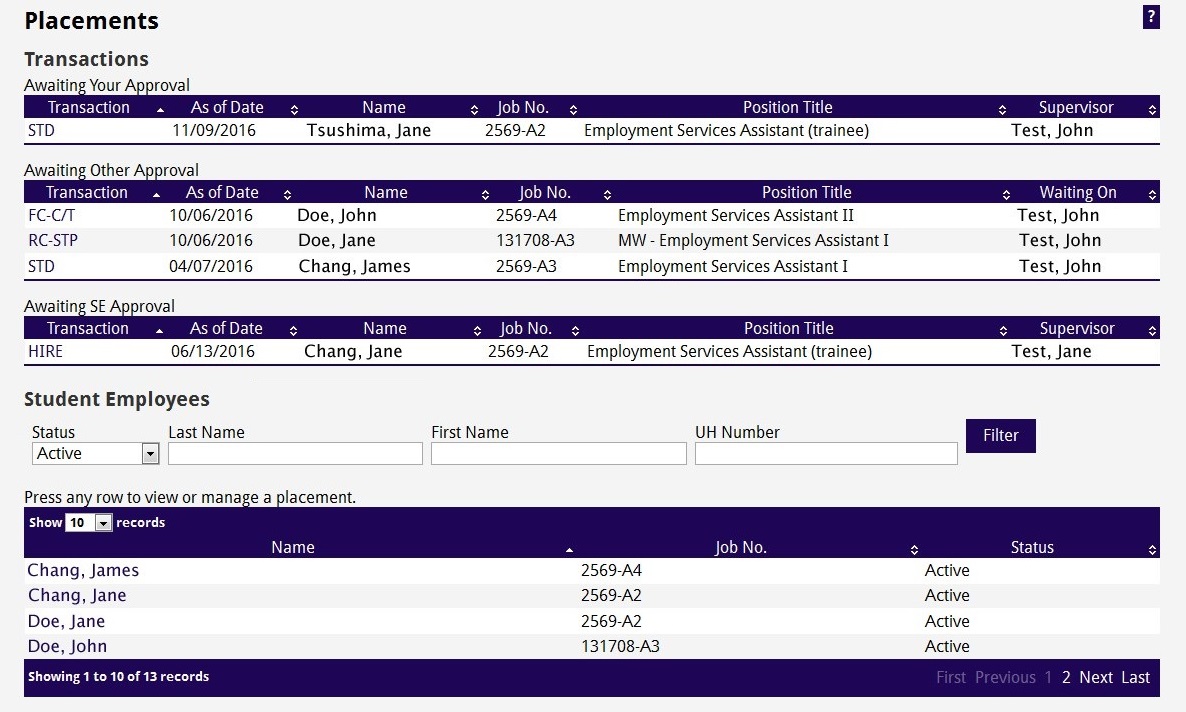 Placements ?
Transactions
Awaiting Your Approval
Transaction As of Date Name Job No. Position Title Supervisor
STD 11/09/2016 Tsushima, Jane 2569-A2 Employment Services Assistant (trainee) Test, John
Awaiting Other Approval
Transaction As of Date Name Job No. Position Title Waiting On
FC-C/T 10/06/2016 Doe, John 2569-A4 Employment Services Assistant II Test, John
RC-STP 10/06/2016 Doe, Jane 131708-A3 MW - Employment Services Assistant I Test, John
STD 04/07/2016 Chang, James 2569-A3 Employment Services Assistant I Test, John
Awaiting SE Approval
Transaction As of Date Name Job No. Position Title Supervisor
HIRE 06/13/2016 Chang, Jane 2569-A2 Employment Services Assistant (trainee) Test, Jane
Student Employees
Status Last Name First Name UH Number
Active Filter
Press any row to view or manage a placement.
Show 10 records
Name Job No. Status
Chang, James 2569-A4 Active
Chang, Jane 2569-A2 Active
Doe, Jane 2569-A2 Active
Doe, John 131708-A3 Active
Showing 1 to 10 of 13 records First Previous 1 2 Next Last